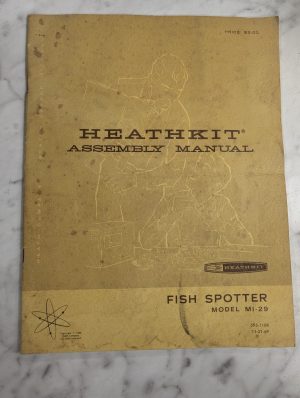 PRICE $2.00
HEATHKIT®
ASSEMBLY MANUAL
HEATHKIT
FISH SPOTTER
MODEL MI-29